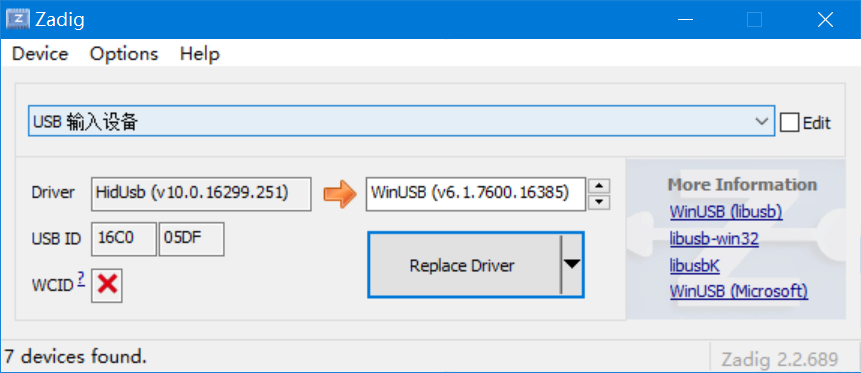 Zadig
Device Options Help
USB 输入设备
Edit
Driver HidUsb (v10.0.16299.251) WinUSB (v6.1.7600.16385)
USB ID 16C0 05DF
WCID ?
Replace Driver
More Information
WinUSB (libusb)
libusb-win32
libusbK
WinUSB (Microsoft)
7 devices found.
Zadig 2.2.689